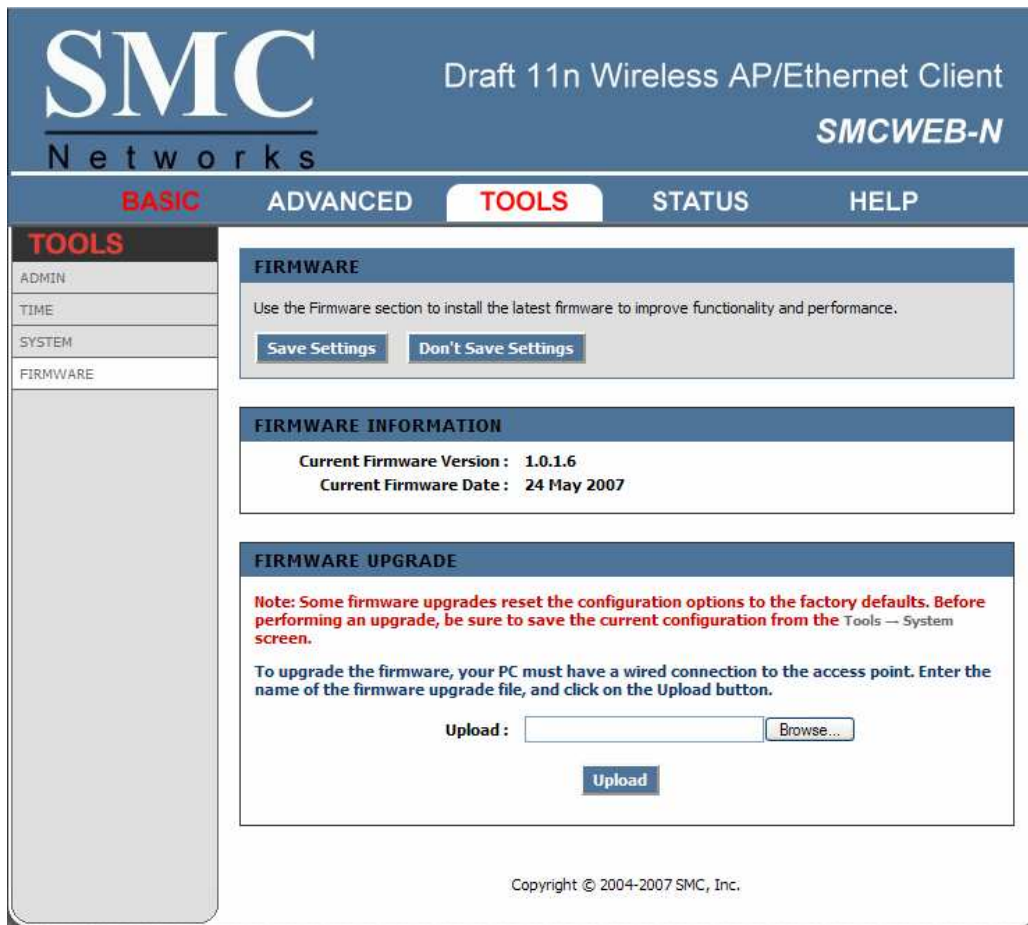 SMC
Networks
Draft 11n Wireless AP/Ethernet Client
SMCWEB-N
BASIC ADVANCED TOOLS STATUS HELP
TOOLS
ADMIN
TIME
SYSTEM
FIRMWARE
FIRMWARE
Use the Firmware section to install the latest firmware to improve functionality and performance.
Save Settings Don't Save Settings
FIRMWARE INFORMATION
Current Firmware Version : 1.0.1.6
Current Firmware Date : 24 May 2007
FIRMWARE UPGRADE
Note: Some firmware upgrades reset the configuration options to the factory defaults. Before
performing an upgrade, be sure to save the current configuration from the Tools — System
screen.
To upgrade the firmware, your PC must have a wired connection to the access point. Enter the
name of the firmware upgrade file, and click on the Upload button.
Upload : Browse...
Upload
Copyright © 2004-2007 SMC, Inc.